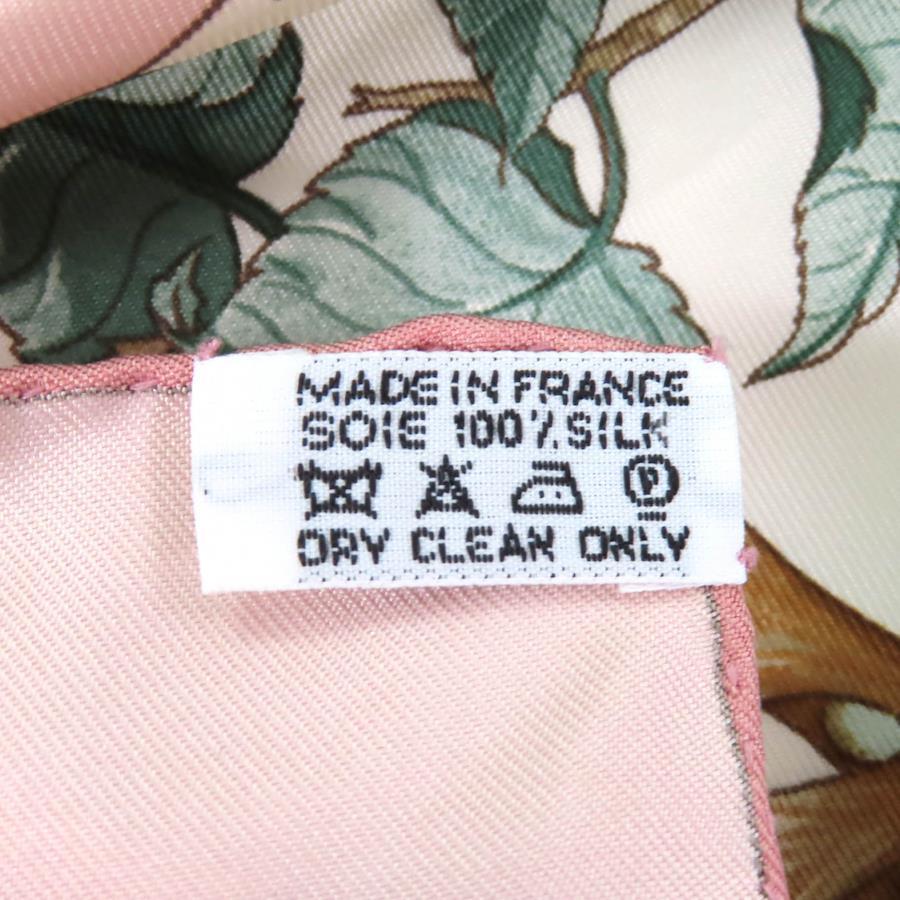 MADE IN FRANCE
SOIE 100% SILK
P
DRY CLEAN ONLY